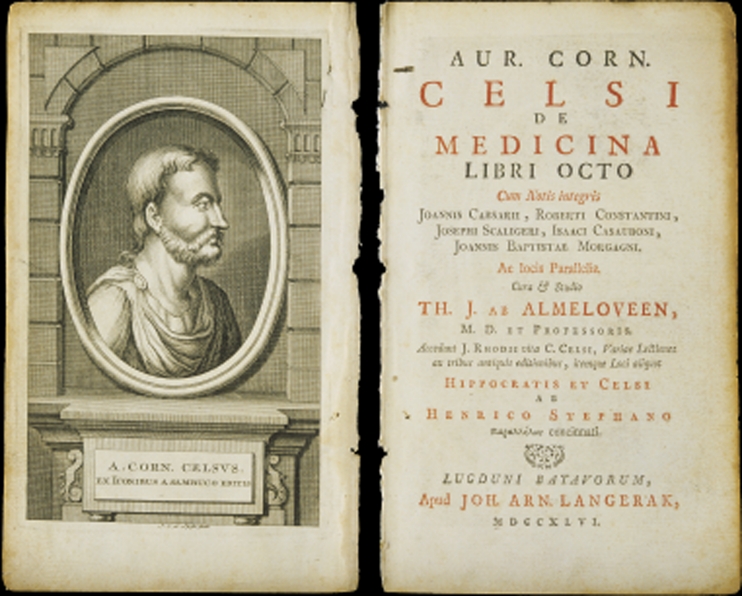 A. CORN. CELSVS.
EX ICONIBUS A SAMBUCO EDITIS
AUR. CORN.
CELSI
DE
MEDICINA
LIBRI OCTO
Cum Notis integris
JOANNIS CAESARII, ROBERTI CONSTANTINI,
JOSEPHI SCALIGERI, ISAACI CASAUBONI,
JOANNIS BAPTISTAE MORGAGNI.
Ac locis Parallelis.
Cura & Studio
TH. J. AB ALMELOVEEN,
M. D. ET PROFESSORIS.
Accedunt J. RHODII vita C. CELSI, Variae Lectiones
ex tribus antiquis editionibus, itemque Loci aliquot
HIPPOCRATIS ET CELSI
AB
HENRICO STEPHANO
παραλλήλως concinnati.
LUGDUNI BATAVORUM,
Apud JOH. ARN. LANGERAK,
MDCCXLVI.